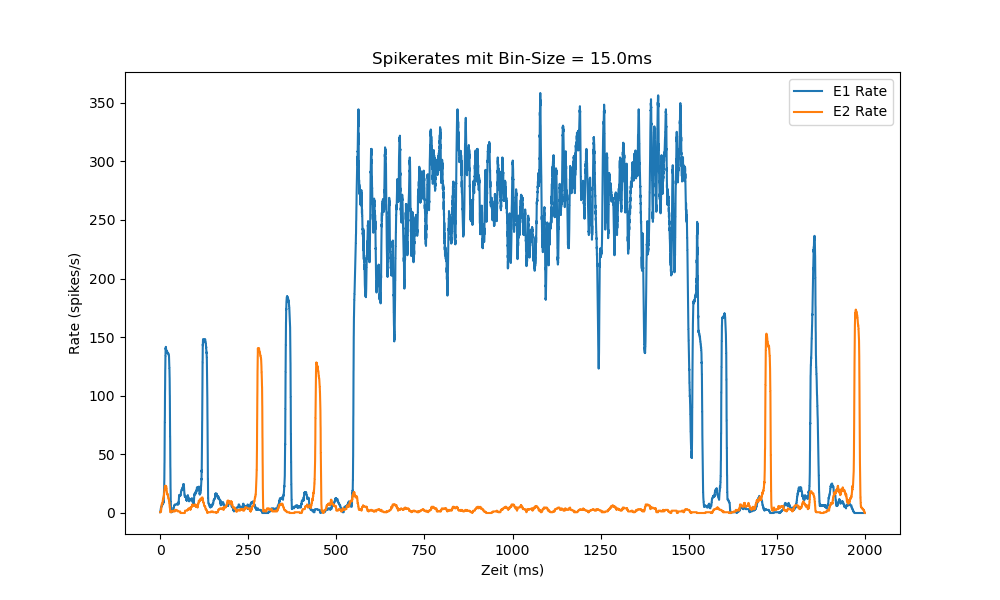 Spikerates mit Bin-Size = 15.0ms
E1 Rate
E2 Rate
350
300
250
200
150
100
50
0
Rate (spikes/s)
0 250 500 750 1000 1250 1500 1750 2000
Zeit (ms)